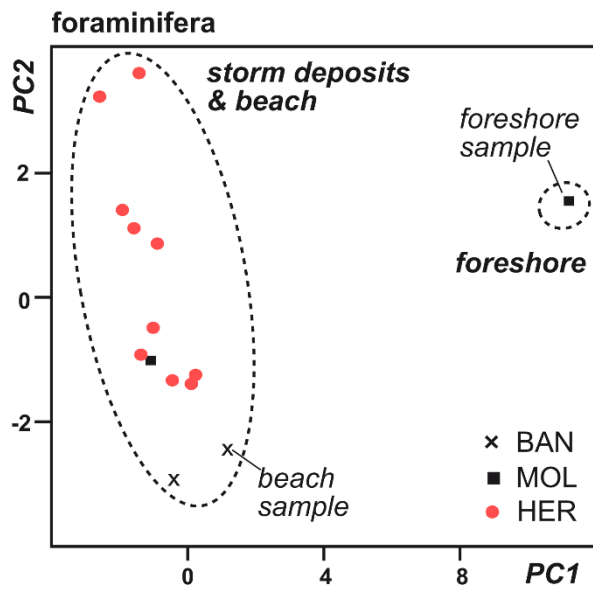 foraminifera
PC2
storm deposits
& beach
foreshore
sample
2
foreshore
0
-2
beach
sample
BAN
MOL
HER
0
4
8
PC1